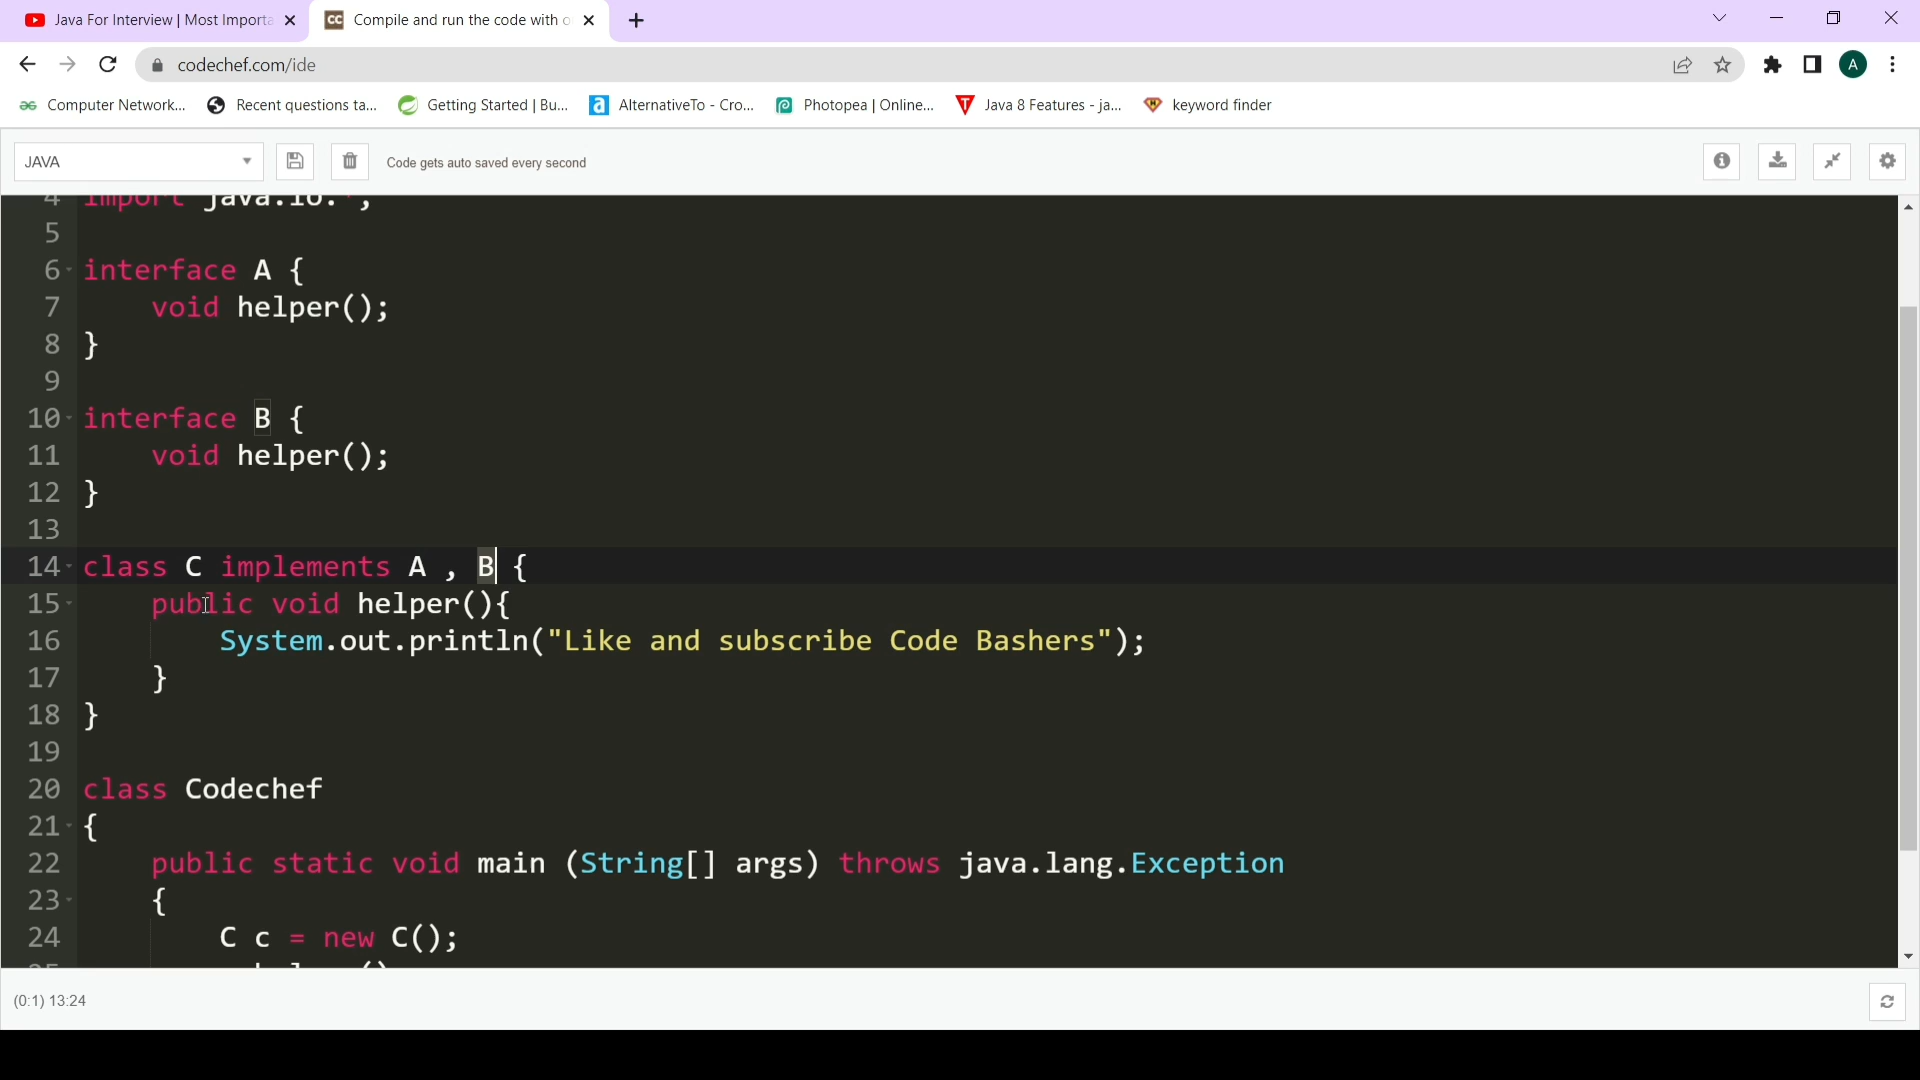 Java For Interview | Most Importa
Compile and run the code with o
codechef.com/ide
A
Computer Network...
Recent questions ta...
Getting Started | Bu...
AlternativeTo - Cro...
Photopea | Online...
Java 8 Features - ja...
keyword finder
JAVA
Code gets auto saved every second
4 import java.io.*;
5
6 interface A {
7 void helper();
8 }
9
10 interface B {
11 void helper();
12 }
13
14 class C implements A , B {
15 public void helper(){
16 System.out.println("Like and subscribe Code Bashers");
17 }
18 }
19
20 class Codechef
21 {
22 public static void main (String[] args) throws java.lang.Exception
23 {
24 C c = new C();
(0:1) 13:24